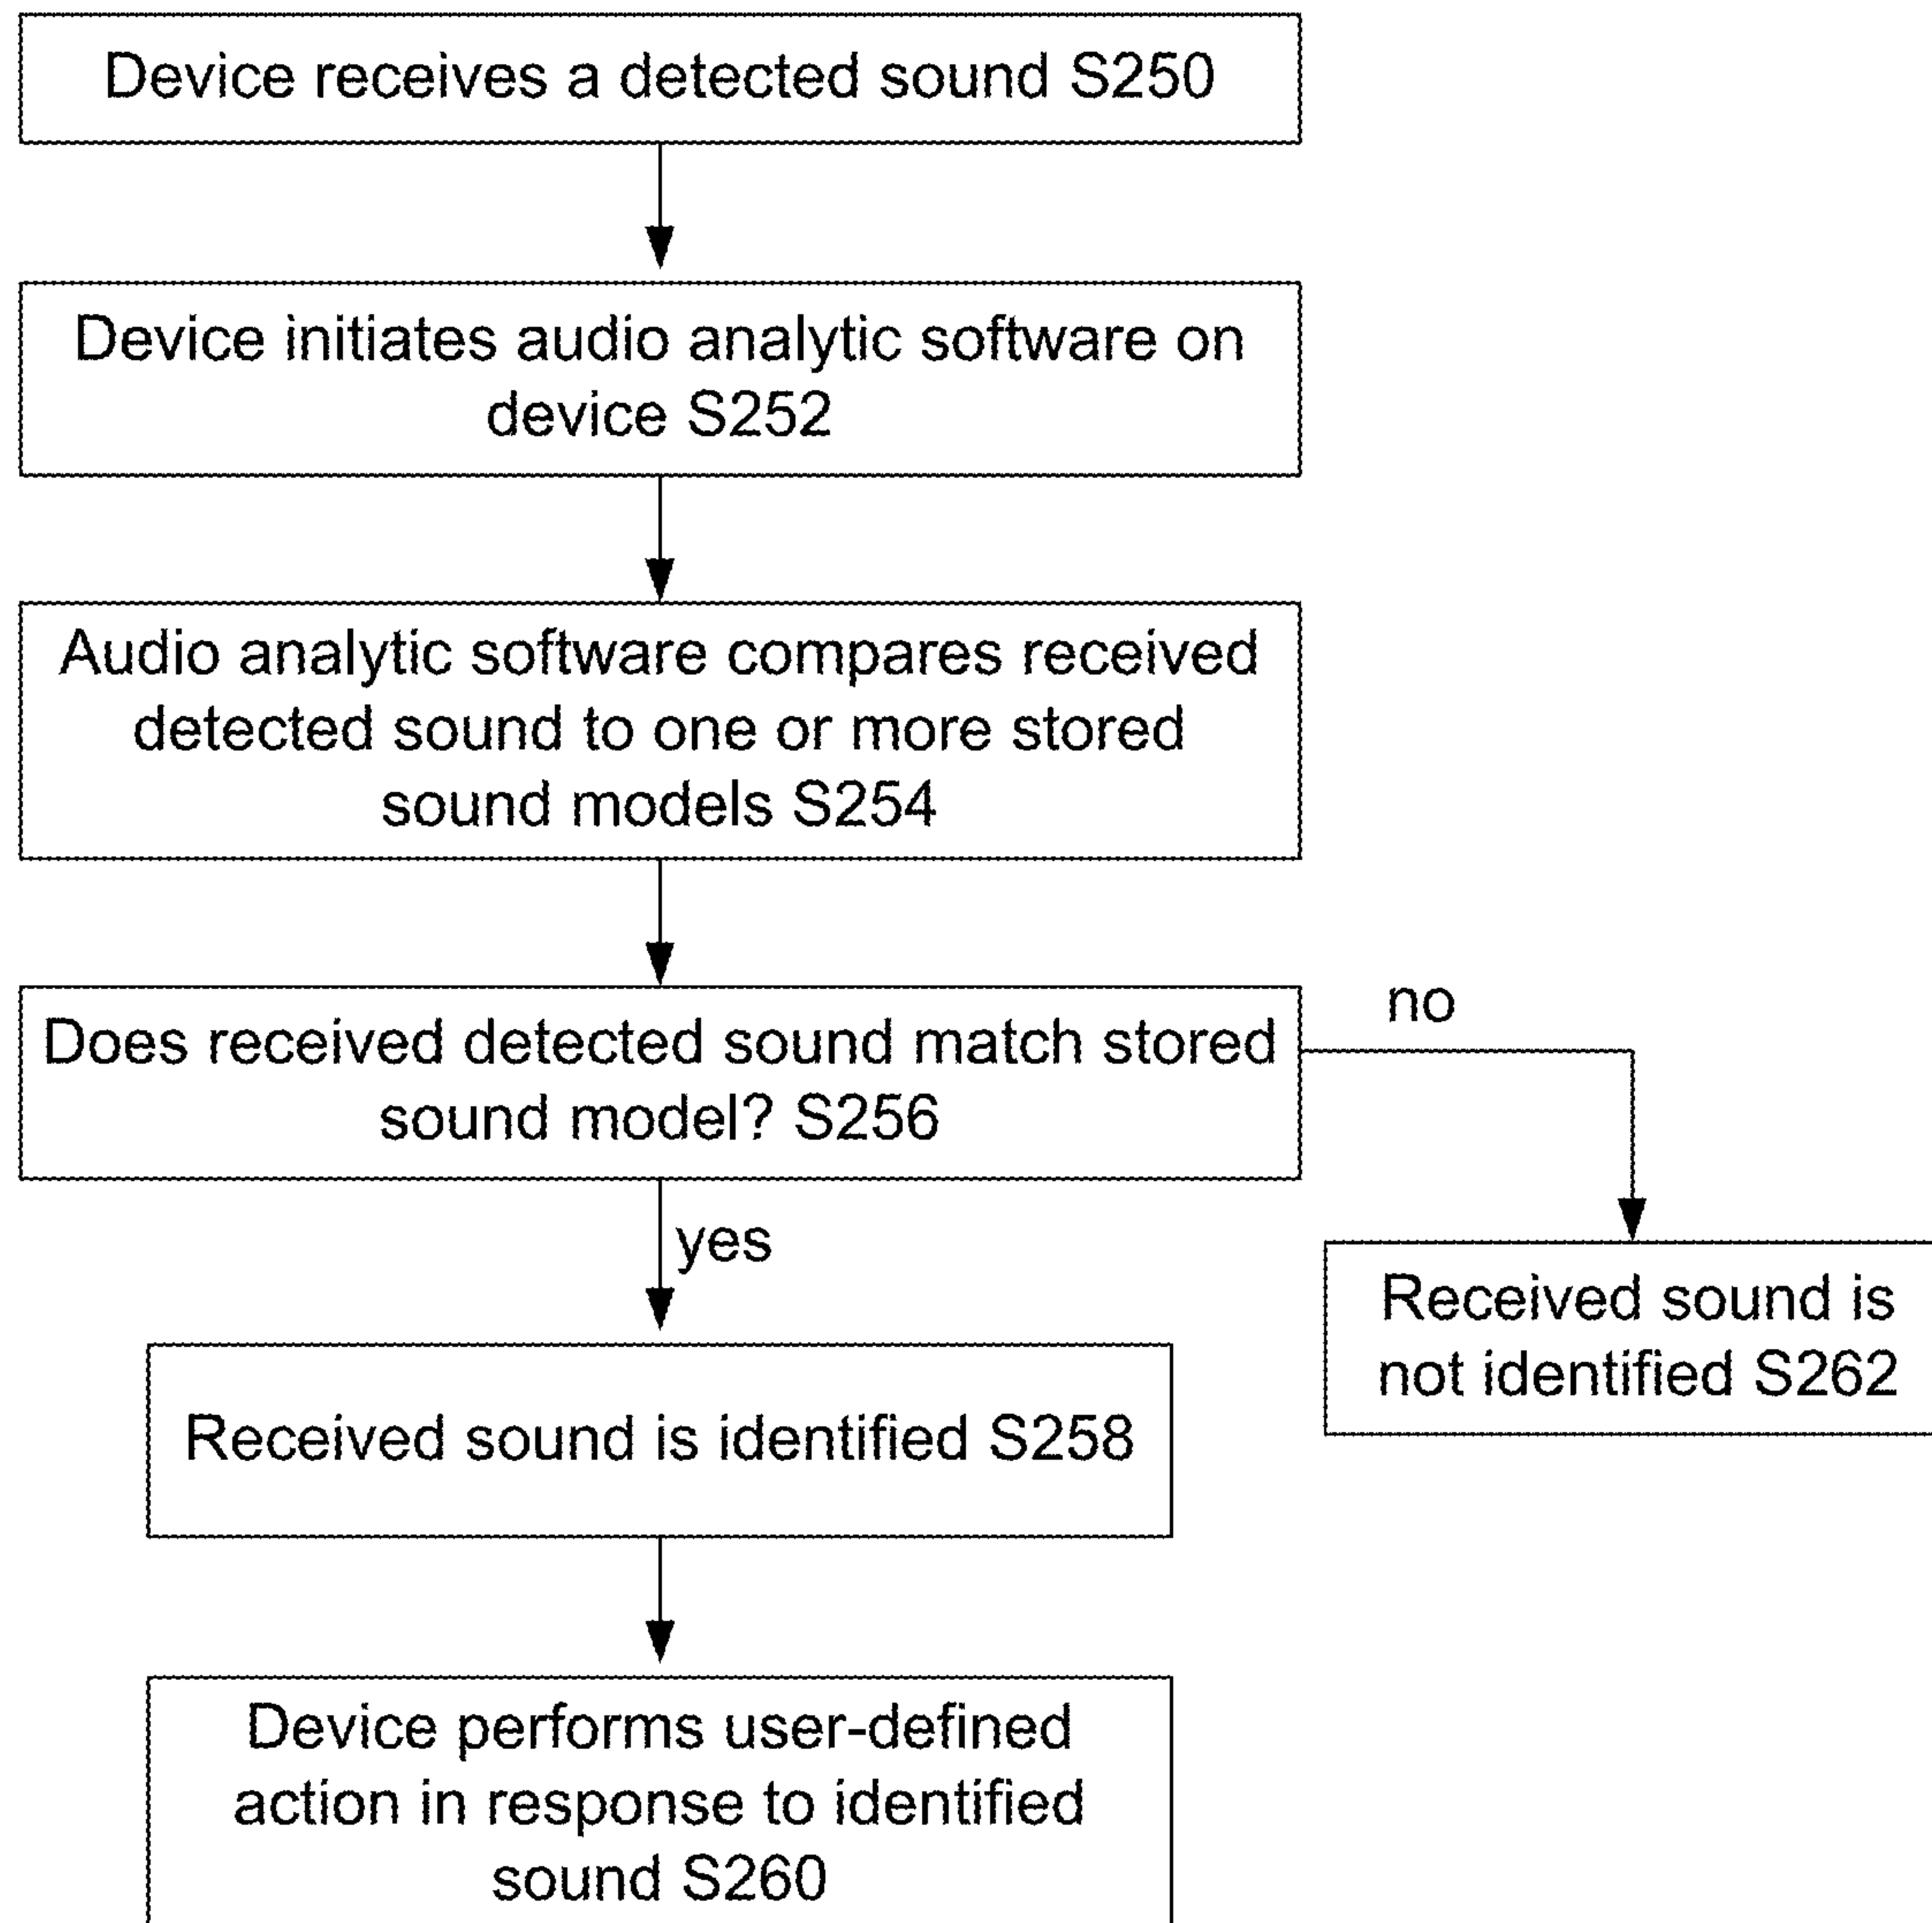 Device receives a detected sound S250
Device initiates audio analytic software on
device S252
Audio analytic software compares received
detected sound to one or more stored
sound models S254
Does received detected sound match stored
sound model? S256
no
yes
Received sound is
not identified S262
Received sound is identified S258
Device performs user-defined
action in response to identified
sound S260